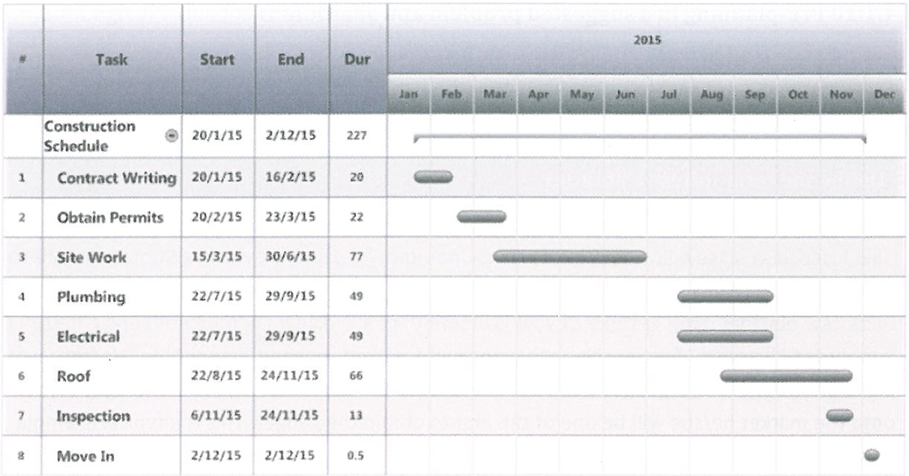 2015
# Task Start End Dur
Jan Feb Mar Apr May Jun Jul Aug Sep Oct Nov Dec
Construction Schedule 20/1/15 2/12/15 227
1 Contract Writing 20/1/15 16/2/15 20
2 Obtain Permits 20/2/15 23/3/15 22
3 Site Work 15/3/15 30/6/15 77
4 Plumbing 22/7/15 29/9/15 49
5 Electrical 22/7/15 29/9/15 49
6 Roof 22/8/15 24/11/15 66
7 Inspection 6/11/15 24/11/15 13
8 Move In 2/12/15 2/12/15 0.5